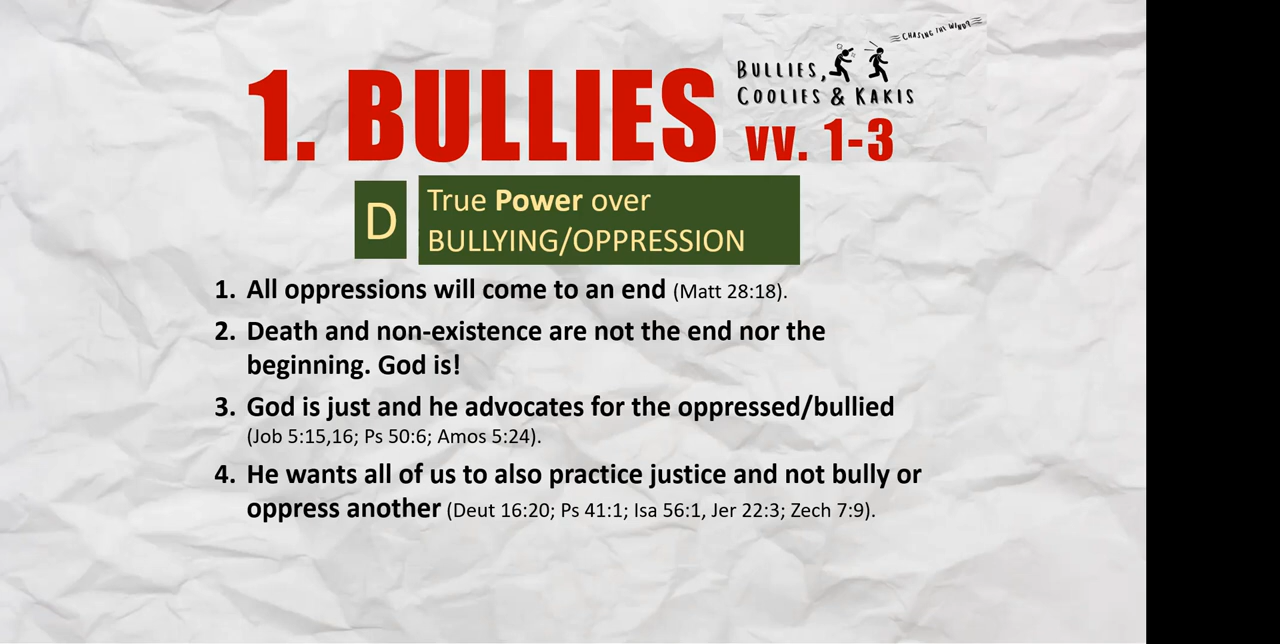 CHASING THE WIND?
BULLIES,
COOLIES & KAKIS
1. BULLIES
vv. 1-3
D
True Power over
BULLYING/OPPRESSION
1. All oppressions will come to an end (Matt 28:18).
2. Death and non-existence are not the end nor the
beginning. God is!
3. God is just and he advocates for the oppressed/bullied
(Job 5:15,16; Ps 50:6; Amos 5:24).
4. He wants all of us to also practice justice and not bully or
oppress another (Deut 16:20; Ps 41:1; Isa 56:1, Jer 22:3; Zech 7:9).